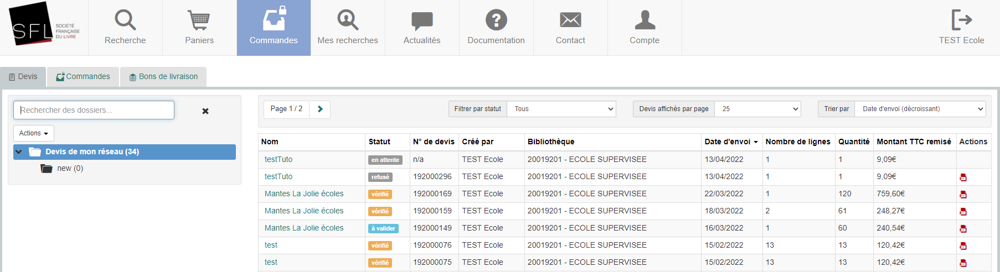 SFL SOCIÉTÉ
FRANÇAISE
DU LIVRE
Recherche Paniers Commandes Mes recherches Actualités Documentation Contact Compte TEST Ecole
Devis Commandes Bons de livraison
Rechercher des dossiers...
Actions
Devis de mon réseau (34)
new (0)
Page 1 / 2 Filtrer par statut Tous Devis affichés par page 25 Trier par Date d'envoi (décroissant)
Nom Statut N° de devis Créé par Bibliothèque Date d'envoi Nombre de lignes Quantité Montant TTC remisé Actions
testTuto en attente n/a TEST Ecole 20019201 - ECOLE SUPERVISEE 13/04/2022 1 1 9,09€
testTuto refusé 192000296 TEST Ecole 20019201 - ECOLE SUPERVISEE 13/04/2022 1 1 9,09€
Mantes La Jolie écoles vérifié 192000169 TEST Ecole 20019201 - ECOLE SUPERVISEE 22/03/2022 1 120 759,60€
Mantes La Jolie écoles vérifié 192000159 TEST Ecole 20019201 - ECOLE SUPERVISEE 18/03/2022 2 61 248,27€
Mantes La Jolie écoles à valider 192000149 TEST Ecole 20019201 - ECOLE SUPERVISEE 16/03/2022 1 60 240,54€
test vérifié 192000076 TEST Ecole 20019201 - ECOLE SUPERVISEE 15/02/2022 13 13 120,42€
test vérifié 192000075 TEST Ecole 20019201 - ECOLE SUPERVISEE 15/02/2022 13 13 120,42€